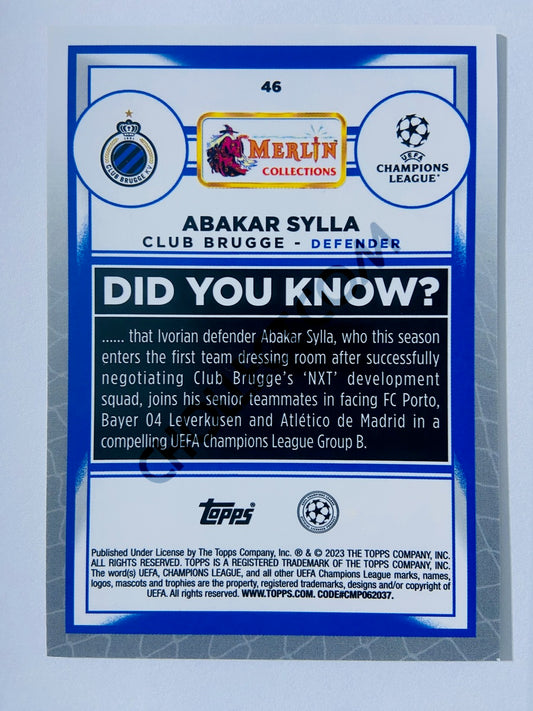 46
1891
CLUB BRUGGE K.V.
MERLIN
COLLECTIONS
UEFA
CHAMPIONS
LEAGUE®
ABAKAR SYLLA
CLUB BRUGGE - DEFENDER
DID YOU KNOW?
...... that Ivorian defender Abakar Sylla, who this season
enters the first team dressing room after successfully
negotiating Club Brugge's 'NXT' development
squad, joins his senior teammates in facing FC Porto,
Bayer 04 Leverkusen and Atlético de Madrid in a
compelling UEFA Champions League Group B.
topps
Published Under License by The Topps Company, Inc. ® & © 2023 THE TOPPS COMPANY, INC.
ALL RIGHTS RESERVED. TOPPS IS A REGISTERED TRADEMARK OF THE TOPPS COMPANY, INC.
The word(s) UEFA, CHAMPIONS LEAGUE, and all other UEFA Champions League marks, names,
logos, mascots and trophies are the property, registered trademarks, designs and/or copyright of
UEFA. All rights reserved. WWW.TOPPS.COM. CODE#CMP062037.